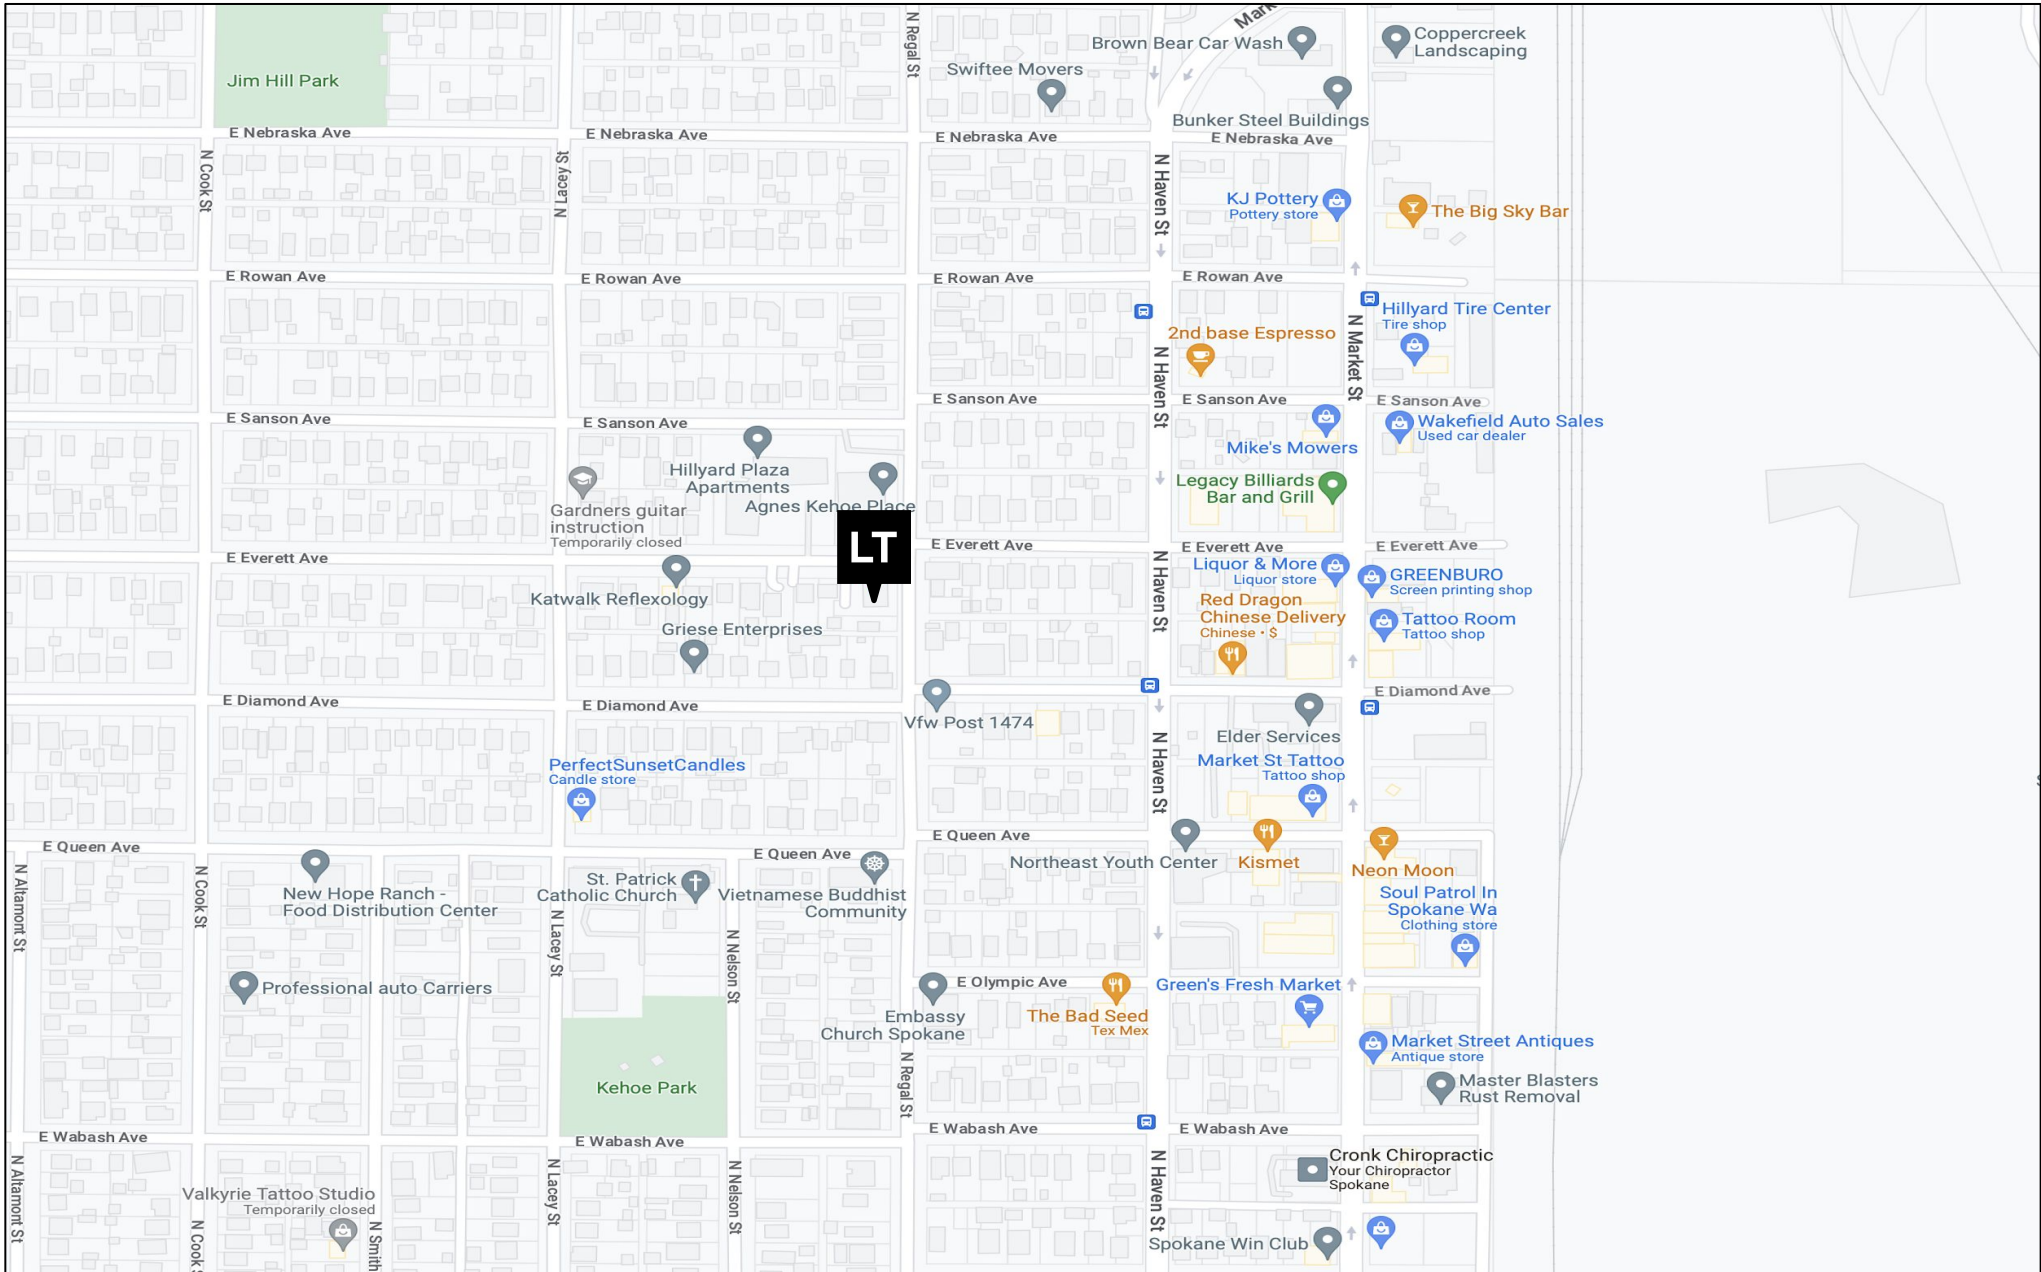 Mark
N Regal St
Brown Bear Car Wash
Coppercreek
Landscaping
Swiftee Movers
Jim Hill Park
Bunker Steel Buildings
E Nebraska Ave
E Nebraska Ave
E Nebraska Ave
E Nebraska Ave
N Cook St
N Lacey St
N Haven St
KJ Pottery
Pottery store
The Big Sky Bar
E Rowan Ave
E Rowan Ave
E Rowan Ave
E Rowan Ave
Hillyard Tire Center
Tire shop
2nd base Espresso
N Haven St
N Market St
E Sanson Ave
E Sanson Ave
E Sanson Ave
E Sanson Ave
E Sanson Ave
Wakefield Auto Sales
Used car dealer
Mike's Mowers
Hillyard Plaza
Apartments
Agnes Kehoe Place
Legacy Billiards
Bar and Grill
Gardners guitar
instruction
Temporarily closed
LT
E Everett Ave
E Everett Ave
E Everett Ave
E Everett Ave
N Haven St
Liquor & More
Liquor store
GREENBURO
Screen printing shop
Katwalk Reflexology
Red Dragon
Chinese Delivery
Chinese • $
Tattoo Room
Tattoo shop
Griese Enterprises
E Diamond Ave
E Diamond Ave
E Diamond Ave
Vfw Post 1474
Elder Services
N Haven St
Market St Tattoo
Tattoo shop
PerfectSunsetCandles
Candle store
E Queen Ave
E Queen Ave
E Queen Ave
Northeast Youth Center
Kismet
Neon Moon
N Altamont St
N Cook St
New Hope Ranch -
Food Distribution Center
St. Patrick
Catholic Church
Vietnamese Buddhist
Community
Soul Patrol In
Spokane Wa
Clothing store
N Lacey St
N Nelson St
Professional auto Carriers
E Olympic Ave
Green's Fresh Market
Embassy
Church Spokane
The Bad Seed
Tex Mex
Market Street Antiques
Antique store
Kehoe Park
N Regal St
Master Blasters
Rust Removal
E Wabash Ave
E Wabash Ave
E Wabash Ave
E Wabash Ave
N Altamont St
N Lacey St
N Nelson St
N Haven St
Cronk Chiropractic
Your Chiropractor
Spokane
Valkyrie Tattoo Studio
Temporarily closed
N Cook S
N Smith
Spokane Win Club